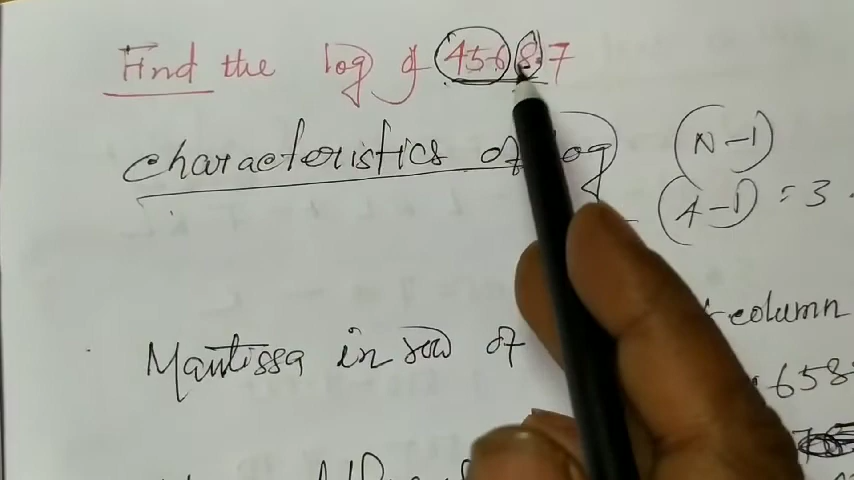 Find the log of 4568.7
Characteristics of log (N-1)
(4-1) = 3
Mantissa in row of column
658